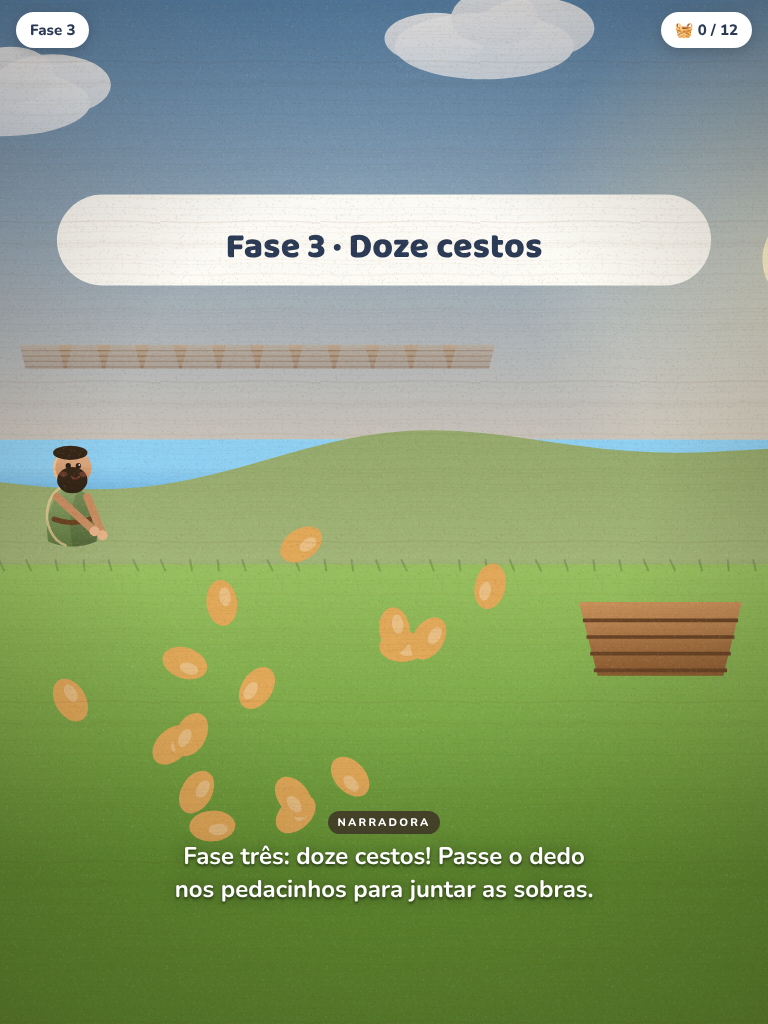 Fase 3
🧺 0 / 12
Fase 3 • Doze cestos
NARRADORA
Fase três: doze cestos! Passe o dedo
nos pedacinhos para juntar as sobras.